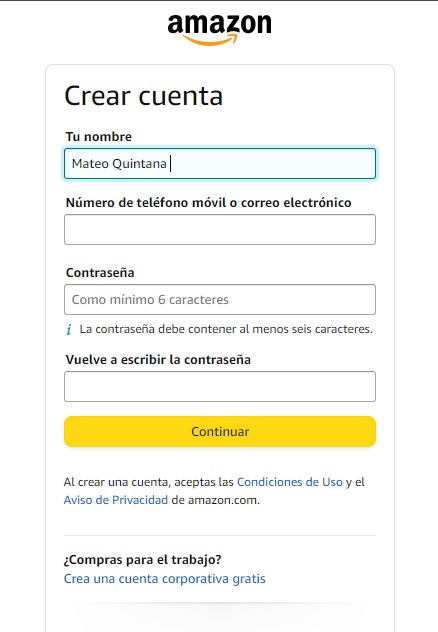 amazon
Crear cuenta
Tu nombre
Mateo Quintana
Número de teléfono móvil o correo electrónico
Contraseña
Como mínimo 6 caracteres
i La contraseña debe contener al menos seis caracteres.
Vuelve a escribir la contraseña
Continuar
Al crear una cuenta, aceptas las Condiciones de Uso y el
Aviso de Privacidad de amazon.com.
¿Compras para el trabajo?
Crea una cuenta corporativa gratis